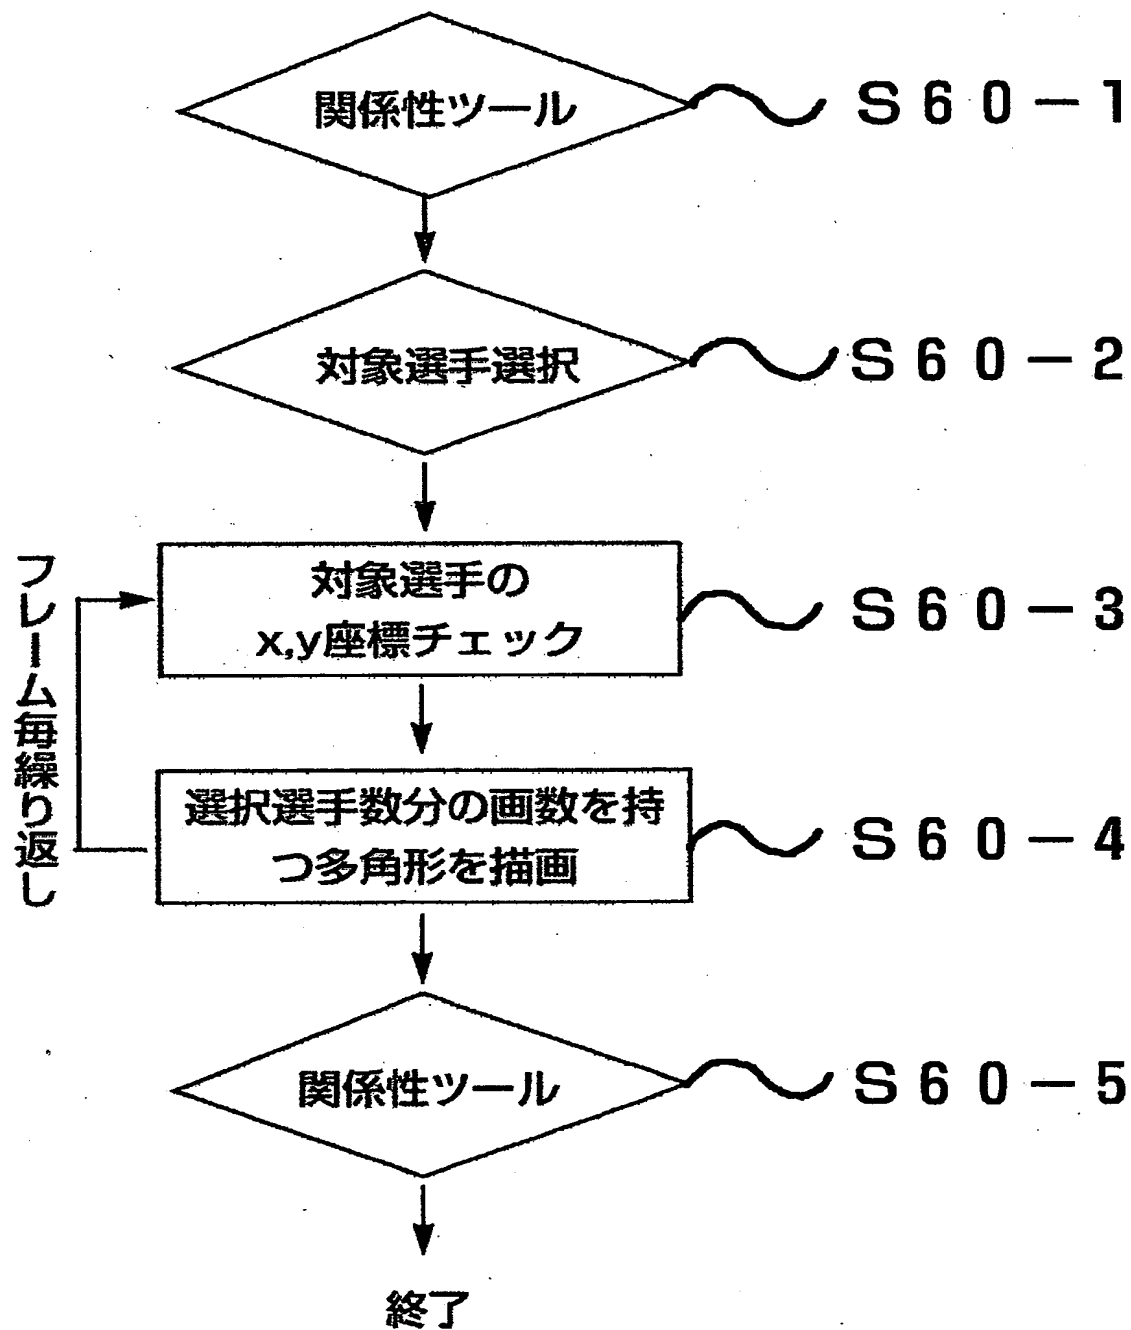 関係性ツール
S60-1
対象選手選択
S60-2
対象選手の
x,y座標チェック
S60-3
フレーム毎繰り返し
選択選手数分の画数を持
つ多角形を描画
S60-4
関係性ツール
S60-5
終了